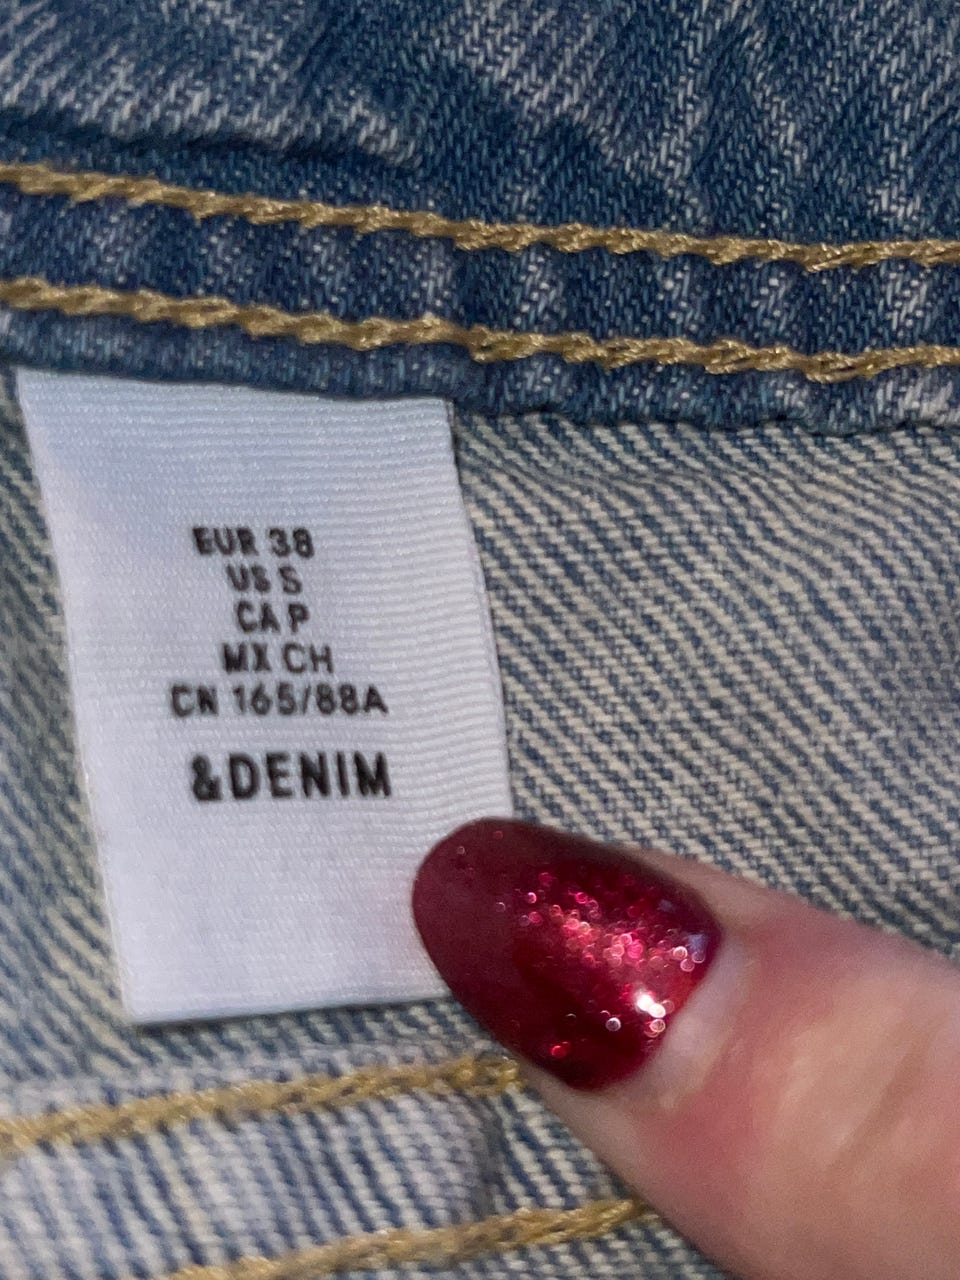 EUR 38
US S
CA P
MX CH
CN 165/88A
&DENIM